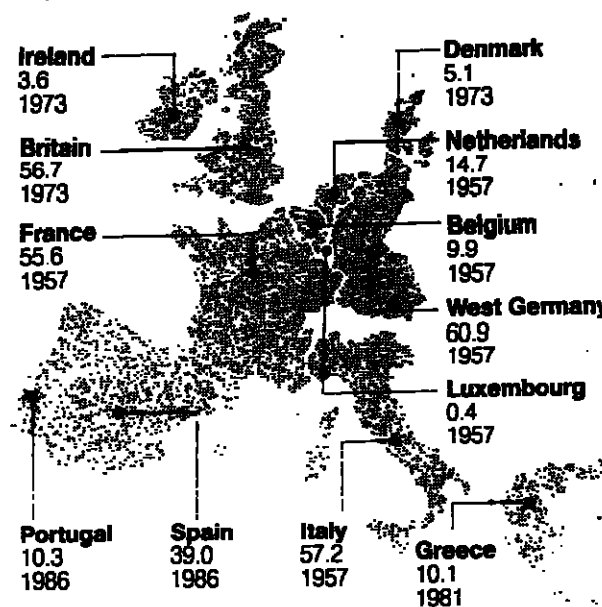 Ireland
3.6
1973
Britain
56.7
1973
France
55.6
1957
Denmark
5.1
1973
Netherlands
14.7
1957
Belgium
9.9
1957
West Germany
60.9
1957
Luxembourg
0.4
1957
Portugal
10.3
1986
Spain
39.0
1986
Italy
57.2
1957
Greece
10.1
1981